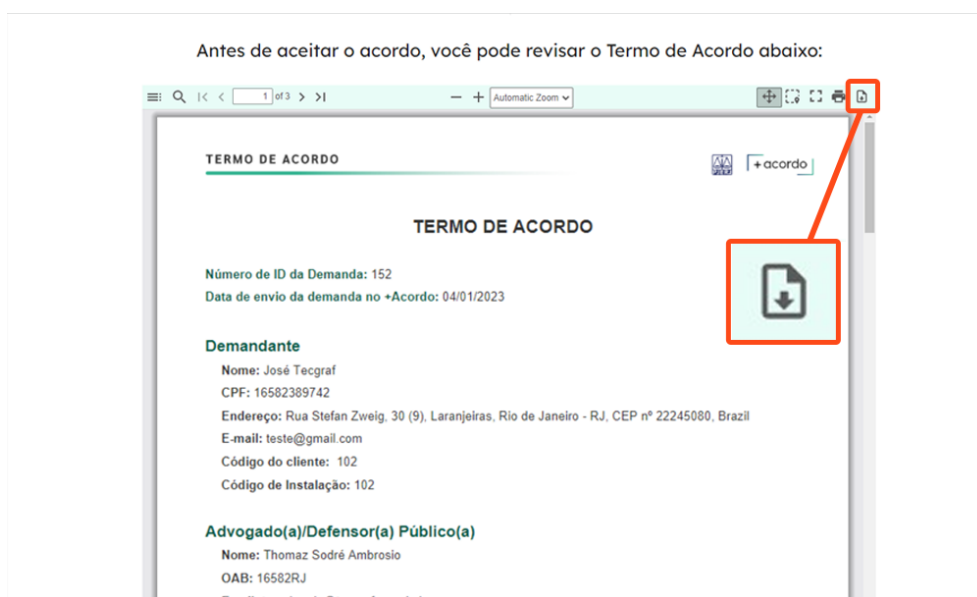 Antes de aceitar o acordo, você pode revisar o Termo de Acordo abaixo:
1 of 3 Automatic Zoom
TERMO DE ACORDO
+acordo
TERMO DE ACORDO
Número de ID da Demanda: 152
Data de envio da demanda no +Acordo: 04/01/2023
Demandante
Nome: José Tecgraf
CPF: 16582389742
Endereço: Rua Stefan Zweig, 30 (9), Laranjeiras, Rio de Janeiro - RJ, CEP nº 22245080, Brazil
E-mail: teste@gmail.com
Código do cliente: 102
Código de Instalação: 102
Advogado(a)/Defensor(a) Público(a)
Nome: Thomaz Sodré Ambrosio
OAB: 16582RJ